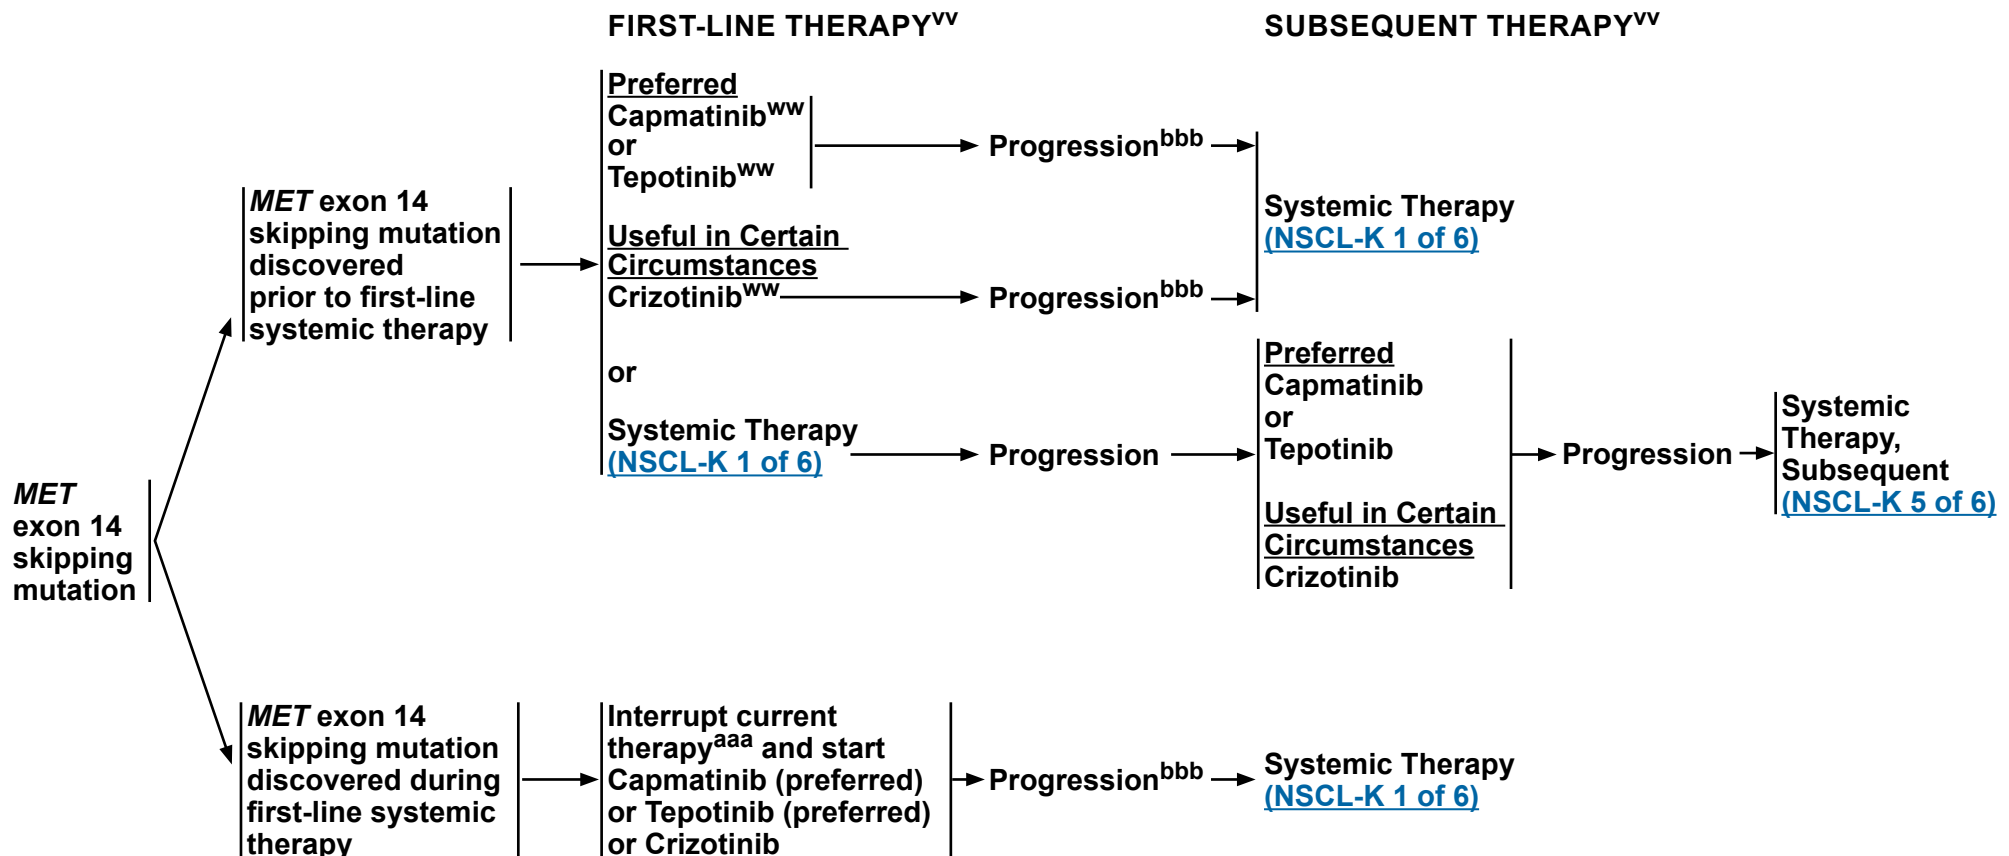 FIRST-LINE THERAPYvv
SUBSEQUENT THERAPYvv
MET
exon 14
skipping
mutation
MET exon 14
skipping mutation
discovered
prior to first-line
systemic therapy
Preferred
Capmatinibww
or
Tepotinibww
Progressionbbb
Useful in Certain
Circumstances
Crizotinibww
Progressionbbb
Systemic Therapy
(NSCL-K 1 of 6)
or
Systemic Therapy
(NSCL-K 1 of 6)
Progression
Preferred
Capmatinib
or
Tepotinib
Useful in Certain
Circumstances
Crizotinib
Progression
Systemic
Therapy,
Subsequent
(NSCL-K 5 of 6)
MET exon 14
skipping mutation
discovered during
first-line systemic
therapy
Interrupt current
therapyaaa and start
Capmatinib (preferred)
or Tepotinib (preferred)
or Crizotinib
Progressionbbb
Systemic Therapy
(NSCL-K 1 of 6)